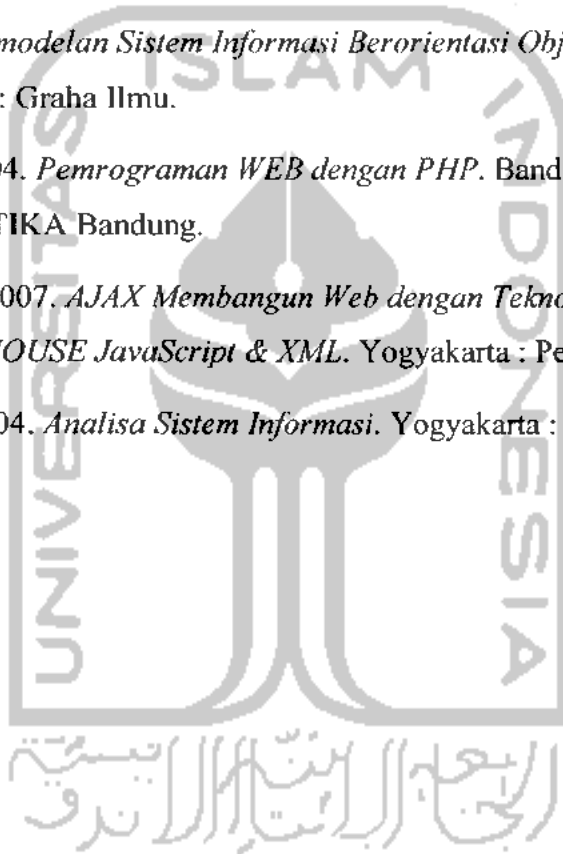 modelan Sistem Informasi Berorientasi Obj
: Graha Ilmu.
04. Pemrograman WEB dengan PHP. Band
TIKA Bandung.
007. AJAX Membangun Web dengan Tekno
HOUSE JavaScript & XML. Yogyakarta : Pe
04. Analisa Sistem Informasi. Yogyakarta :
UNIVERSITAS
ISLAM
INDONESIA